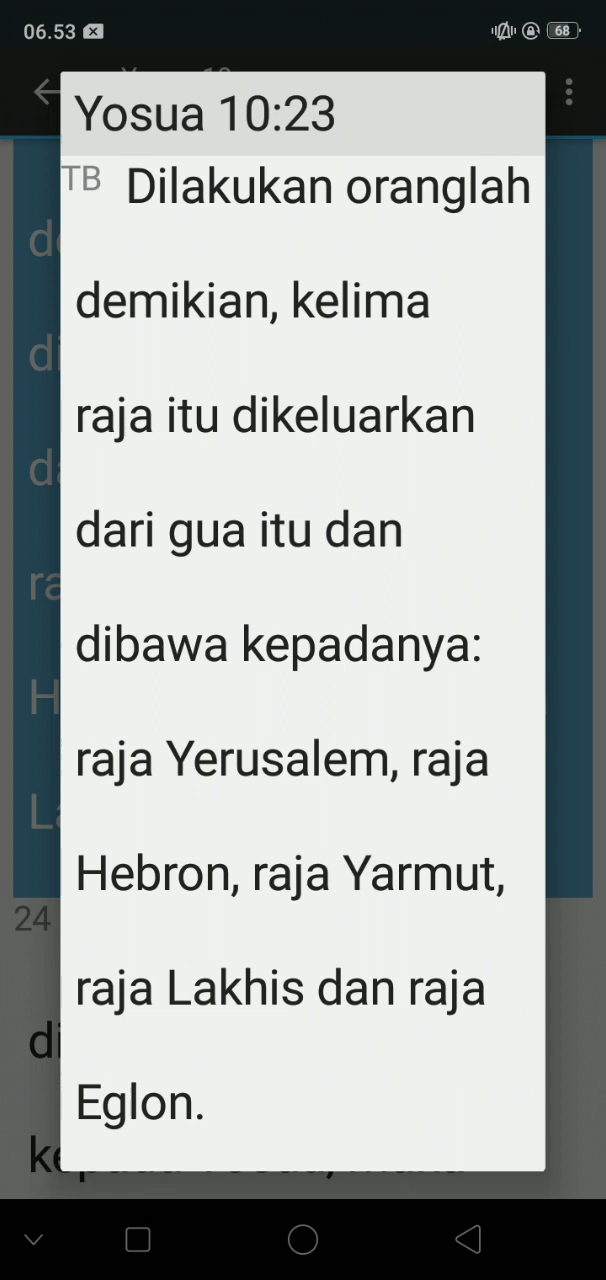 06.53
68
Yosua 10:23
TB Dilakukan oranglah
demikian, kelima
raja itu dikeluarkan
dari gua itu dan
dibawa kepadanya:
raja Yerusalem, raja
Hebron, raja Yarmut,
raja Lakhis dan raja
Eglon.
24